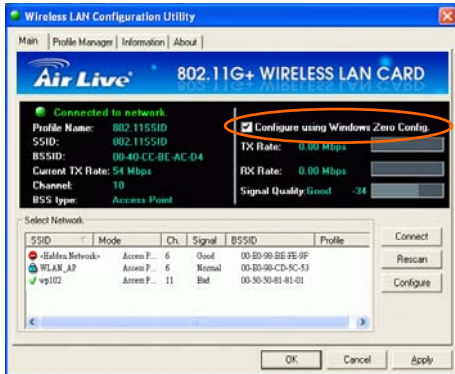 Wireless LAN Configuration Utility
Main Profile Manager Information About
Air Live 802.11G+ WIRELESS LAN CARD
Connected to network.
Profile Name: 802.11SSID
SSID: 802.11SSID
BSSID: 00-40-CC-BE-AC-D4
Current TX Rate: 54 Mbps
Channel: 10
BSS type: Access Point
Configure using Windows Zero Config.
TX Rate: 0.00 Mbps
RX Rate: 0.00 Mbps
Signal Quality: Good -34
Select Network
SSID Mode Ch. Signal BSSID Profile
<Hidden Network> Access P... 6 Good 00-E0-98-BE-FE-9F
WLAN_AP Access P... 6 Normal 00-E0-98-CD-5C-53
wp102 Access P... 11 Bad 00-50-50-81-81-01
Connect
Rescan
Configure
OK Cancel Apply